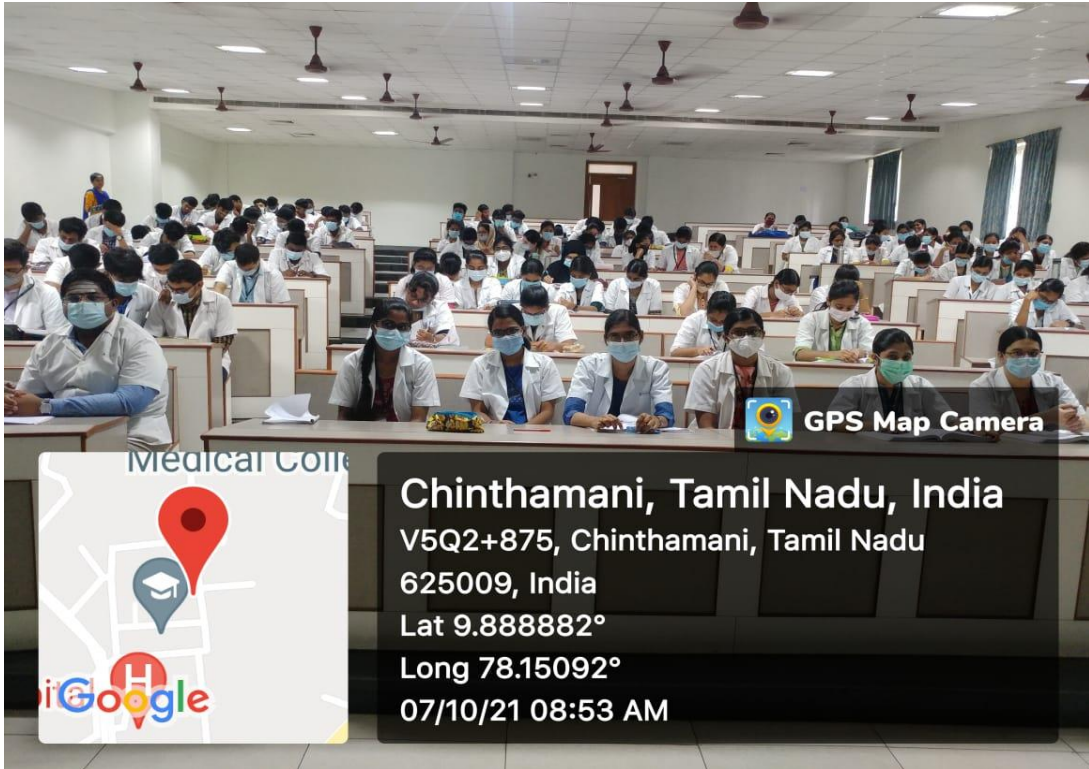 GPS Map Camera
Medical Colle
Chinthamani, Tamil Nadu, India
V5Q2+875, Chinthamani, Tamil Nadu
625009, India
Lat 9.888882°
Long 78.15092°
07/10/21 08:53 AM
H
ital
Google